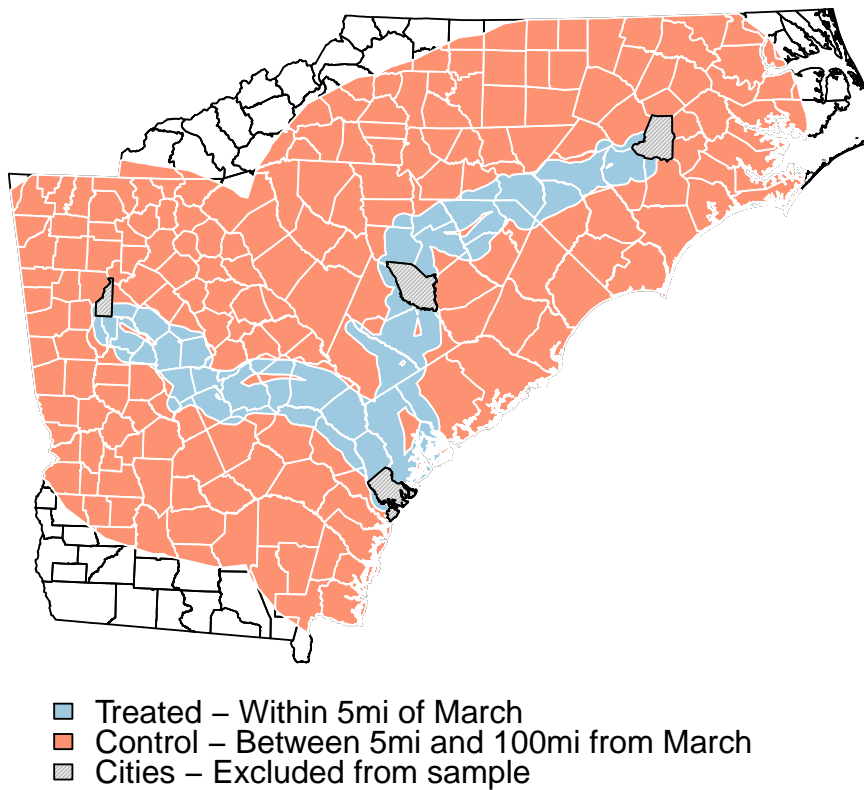 Treated – Within 5mi of March
Control – Between 5mi and 100mi from March
Cities – Excluded from sample